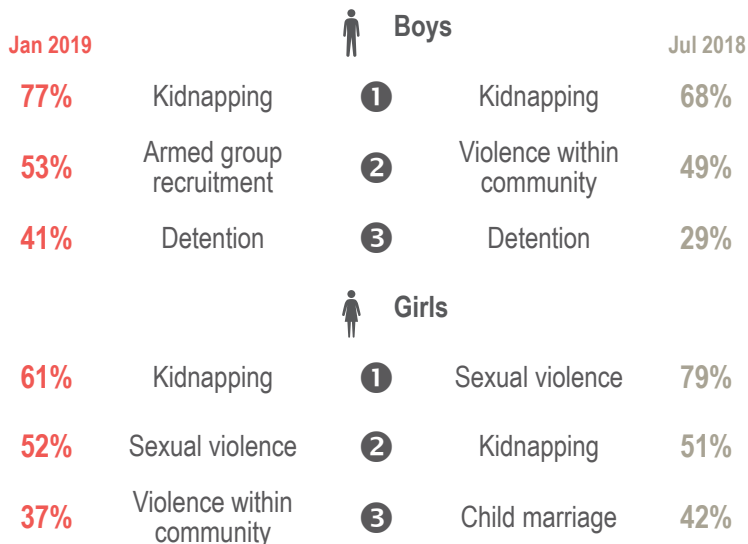 Boys
Jan 2019 Jul 2018
77% Kidnapping 1 Kidnapping 68%
53% Armed group recruitment 2 Violence within community 49%
41% Detention 3 Detention 29%
Girls
61% Kidnapping 1 Sexual violence 79%
52% Sexual violence 2 Kidnapping 51%
37% Violence within community 3 Child marriage 42%